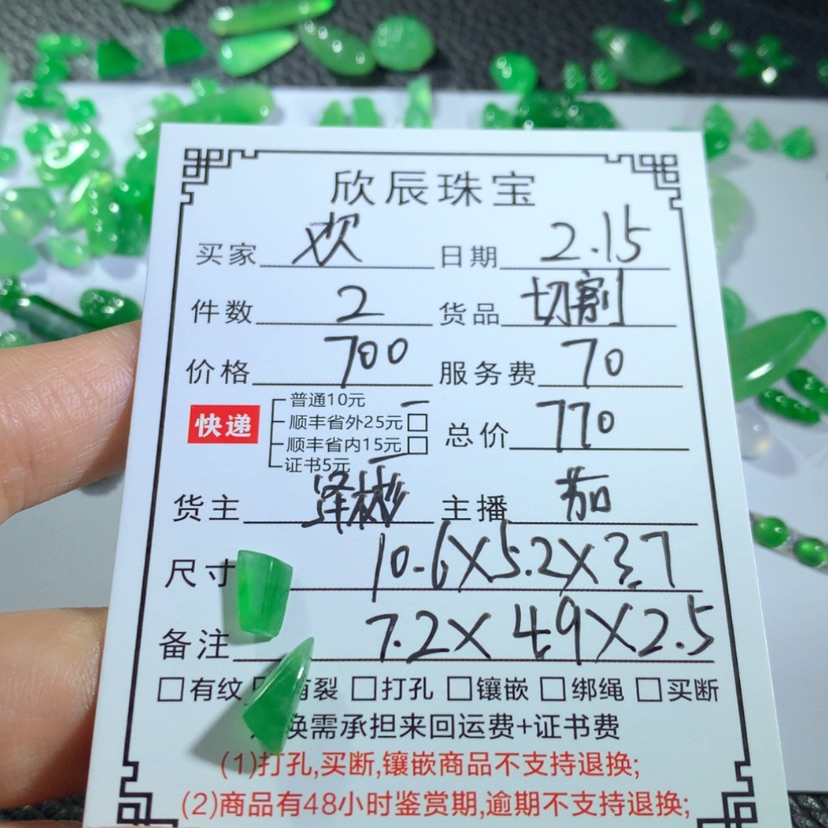 欣辰珠宝
买家 欢 日期 2.15
件数 2 货品 切割
价格 700 服务费 70
快递 普通10元
顺丰省外25元
顺丰省内15元
证书5元
总价 770
货主 泽彬 主播 茄
尺寸 10.6X5.2X3.7
备注 7.2X4.9X2.5
有纹 有裂 打孔 镶嵌 绑绳 买断
换需承担来回运费+证书费
(1)打孔,买断,镶嵌商品不支持退换;
(2)商品有48小时鉴赏期,逾期不支持退换;